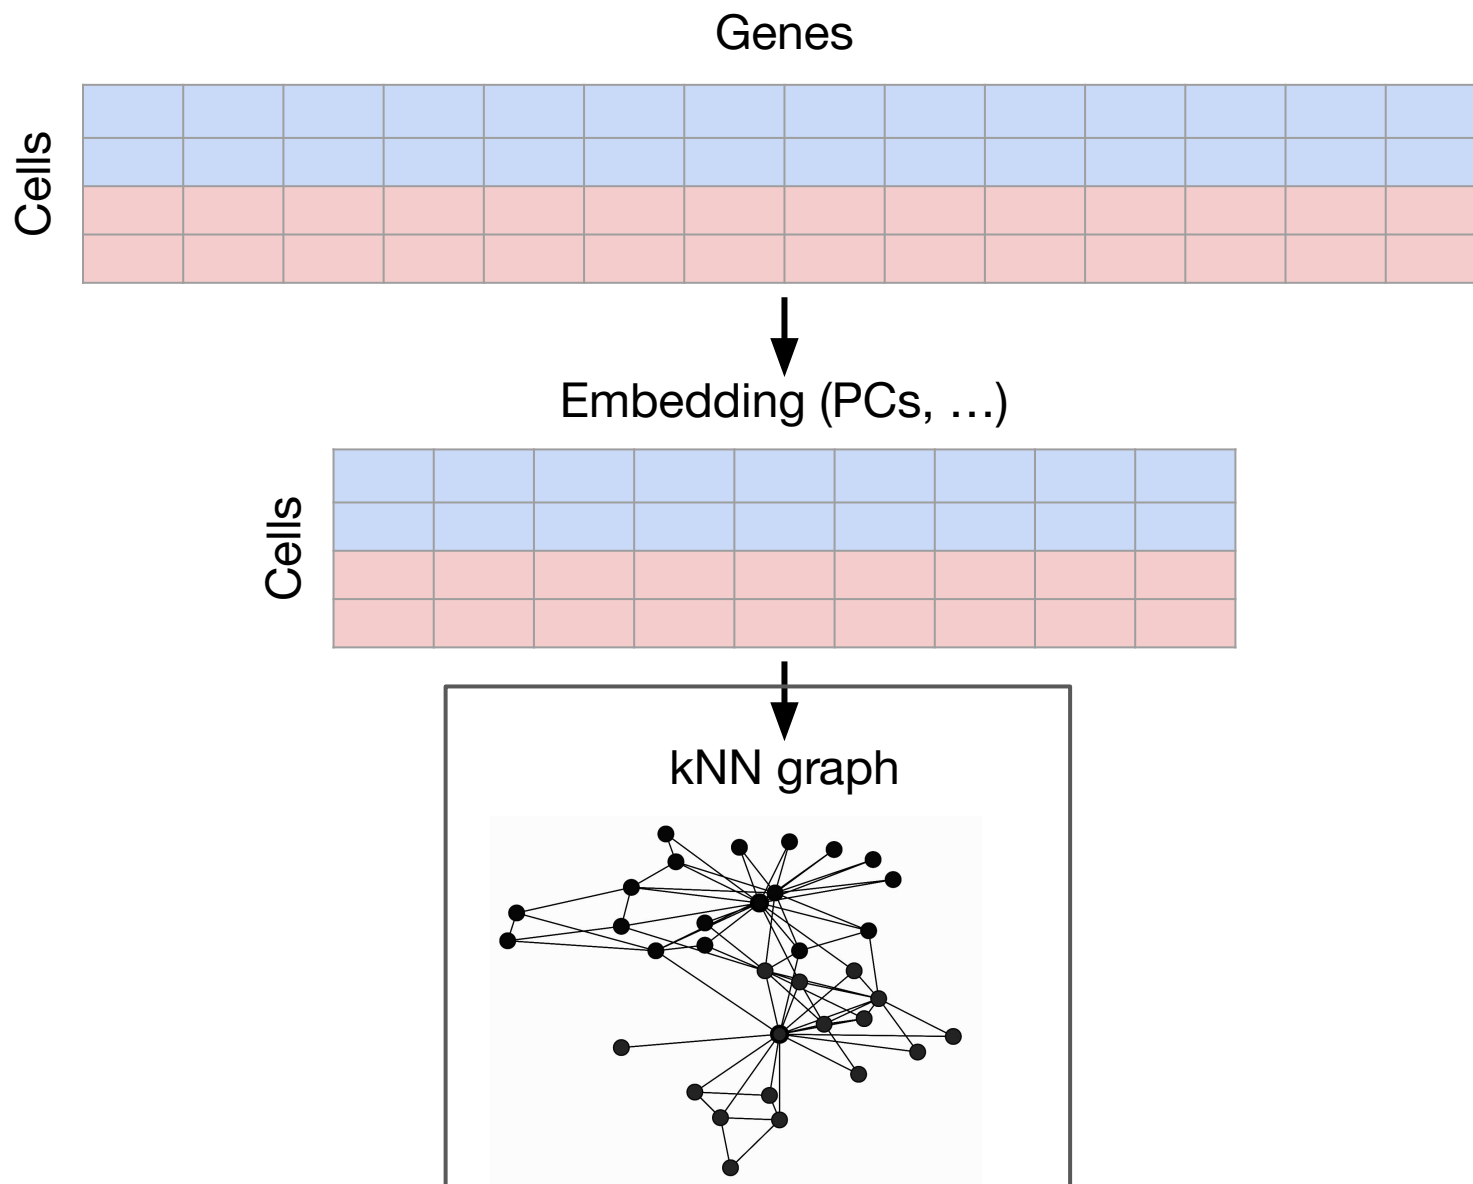 Genes
Cells
Embedding (PCs, …)
Cells
kNN graph